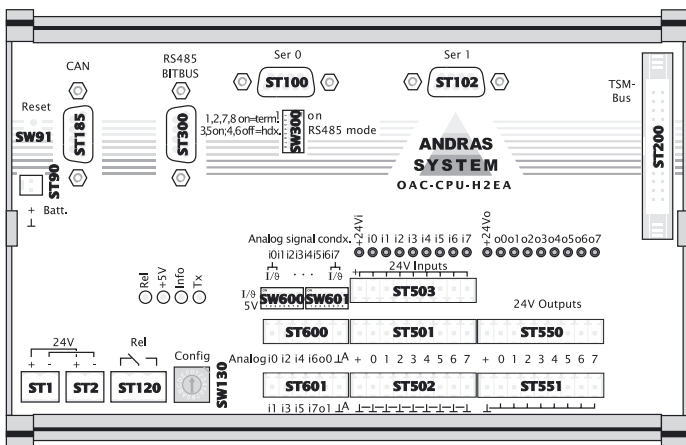 CAN
RS485
BITBUS
Ser 0
Ser 1
ST100
ST102
TSM-
Bus
Reset
SW91
ST185
ST300
1,2,7,8 on=term.
3,5on;4,6off=hdx.
SW300
on
RS485 mode
ANDRAS
SYSTEM
OAC-CPU-H2EA
ST200
ST90
+ Batt.
⊥
Analog signal condx.
+24Vi i0 i1 i2 i3 i4 i5 i6 i7
+24Vo o0o1o2o3o4o5o6o7
i0i1i2i3i4i5i6i7
I/ϑ · · · I/ϑ
24V Inputs
Rel +5V Info Tx
I/ϑ
5V
ON
SW600
ON
SW601
+
ST503
24V Outputs
ST600
ST501
ST550
24V
Rel
Config
Analog i0 i2 i4 i6o0⊥A
+ 0 1 2 3 4 5 6 7
+ 0 1 2 3 4 5 6 7
+ - + -
ST1
ST2
ST120
SW130
ST601
ST502
ST551
i1 i3 i5 i7o1⊥A
⊥